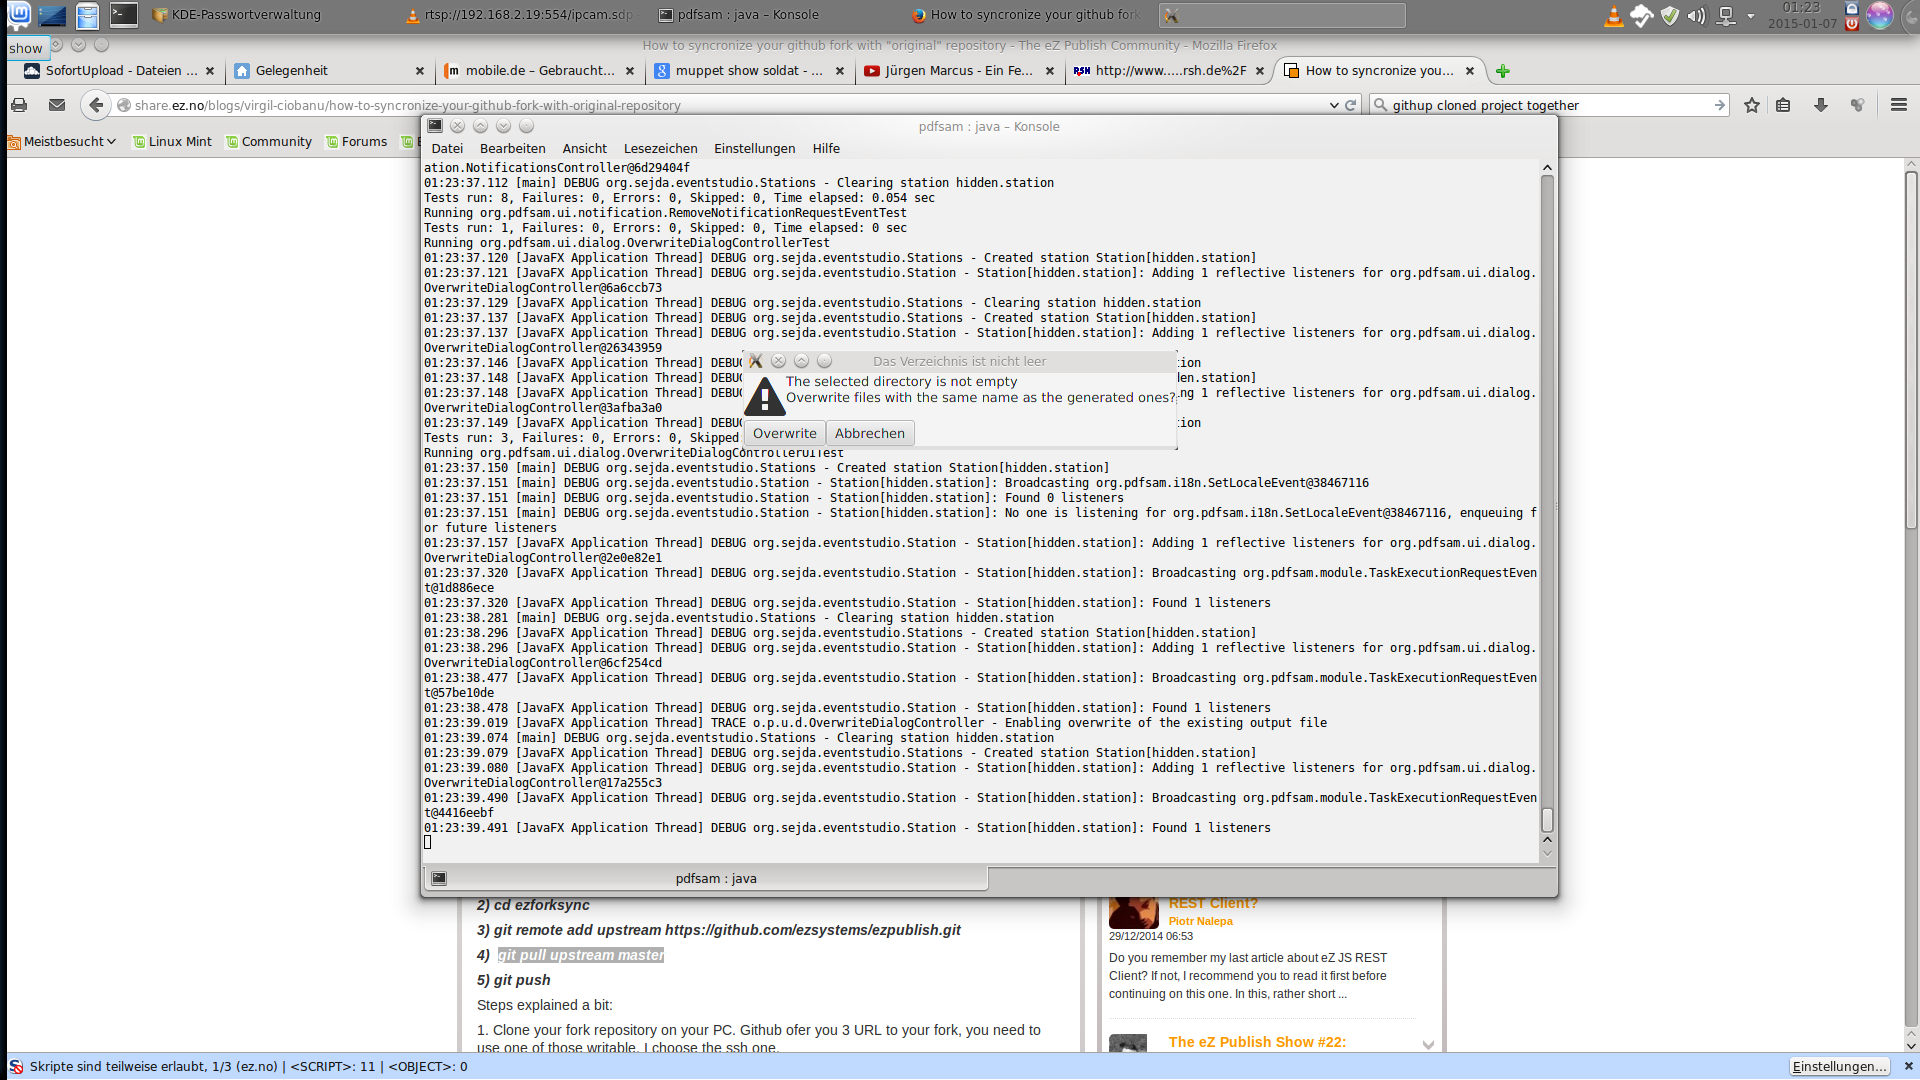 KDE-Passwortverwaltung
rtsp://192.168.2.19:554/ipcam.sdp
pdfsam : java – Konsole
How to syncronize your github fork
01:23
2015-01-07
show
How to syncronize your github fork with "original" repository - The eZ Publish Community - Mozilla Firefox
SofortUpload - Dateien ...
Gelegenheit
mobile.de – Gebraucht...
muppet show soldat - ...
Jürgen Marcus - Ein Fe...
http://www.....rsh.de%2F
How to syncronize you...
share.ez.no/blogs/virgil-ciobanu/how-to-syncronize-your-github-fork-with-original-repository
githup cloned project together
Meistbesucht
Linux Mint
Community
Forums
pdfsam : java – Konsole
Datei Bearbeiten Ansicht Lesezeichen Einstellungen Hilfe
ation.NotificationsController@6d29404f
01:23:37.112 [main] DEBUG org.sejda.eventstudio.Stations - Clearing station hidden.station
Tests run: 8, Failures: 0, Errors: 0, Skipped: 0, Time elapsed: 0.054 sec
Running org.pdfsam.ui.notification.RemoveNotificationRequestEventTest
Tests run: 1, Failures: 0, Errors: 0, Skipped: 0, Time elapsed: 0 sec
Running org.pdfsam.ui.dialog.OverwriteDialogControllerTest
01:23:37.120 [JavaFX Application Thread] DEBUG org.sejda.eventstudio.Stations - Created station Station[hidden.station]
01:23:37.121 [JavaFX Application Thread] DEBUG org.sejda.eventstudio.Station - Station[hidden.station]: Adding 1 reflective listeners for org.pdfsam.ui.dialog.
OverwriteDialogController@6a6ccb73
01:23:37.129 [JavaFX Application Thread] DEBUG org.sejda.eventstudio.Stations - Clearing station hidden.station
01:23:37.137 [JavaFX Application Thread] DEBUG org.sejda.eventstudio.Stations - Created station Station[hidden.station]
01:23:37.137 [JavaFX Application Thread] DEBUG org.sejda.eventstudio.Station - Station[hidden.station]: Adding 1 reflective listeners for org.pdfsam.ui.dialog.
OverwriteDialogController@26343959
01:23:37.146 [JavaFX Application Thread] DEBUG tion
01:23:37.148 [JavaFX Application Thread] DEBUG den.station]
01:23:37.148 [JavaFX Application Thread] DEBUG ng 1 reflective listeners for org.pdfsam.ui.dialog.
OverwriteDialogController@3afba3a0
01:23:37.149 [JavaFX Application Thread] DEBUG tion
Tests run: 3, Failures: 0, Errors: 0, Skipped
Running org.pdfsam.ui.dialog.OverwriteDialogControllerUITest
Das Verzeichnis ist nicht leer
The selected directory is not empty
Overwrite files with the same name as the generated ones?
Overwrite
Abbrechen
01:23:37.150 [main] DEBUG org.sejda.eventstudio.Stations - Created station Station[hidden.station]
01:23:37.151 [main] DEBUG org.sejda.eventstudio.Station - Station[hidden.station]: Broadcasting org.pdfsam.i18n.SetLocaleEvent@38467116
01:23:37.151 [main] DEBUG org.sejda.eventstudio.Station - Station[hidden.station]: Found 0 listeners
01:23:37.151 [main] DEBUG org.sejda.eventstudio.Station - Station[hidden.station]: No one is listening for org.pdfsam.i18n.SetLocaleEvent@38467116, enqueuing f
or future listeners
01:23:37.157 [JavaFX Application Thread] DEBUG org.sejda.eventstudio.Station - Station[hidden.station]: Adding 1 reflective listeners for org.pdfsam.ui.dialog.
OverwriteDialogController@2e0e82e1
01:23:37.320 [JavaFX Application Thread] DEBUG org.sejda.eventstudio.Station - Station[hidden.station]: Broadcasting org.pdfsam.module.TaskExecutionRequestEven
t@1d886ece
01:23:37.320 [JavaFX Application Thread] DEBUG org.sejda.eventstudio.Station - Station[hidden.station]: Found 1 listeners
01:23:38.281 [main] DEBUG org.sejda.eventstudio.Stations - Clearing station hidden.station
01:23:38.296 [JavaFX Application Thread] DEBUG org.sejda.eventstudio.Stations - Created station Station[hidden.station]
01:23:38.296 [JavaFX Application Thread] DEBUG org.sejda.eventstudio.Station - Station[hidden.station]: Adding 1 reflective listeners for org.pdfsam.ui.dialog.
OverwriteDialogController@6cf254cd
01:23:38.477 [JavaFX Application Thread] DEBUG org.sejda.eventstudio.Station - Station[hidden.station]: Broadcasting org.pdfsam.module.TaskExecutionRequestEven
t@57be10de
01:23:38.478 [JavaFX Application Thread] DEBUG org.sejda.eventstudio.Station - Station[hidden.station]: Found 1 listeners
01:23:39.019 [JavaFX Application Thread] TRACE o.p.u.d.OverwriteDialogController - Enabling overwrite of the existing output file
01:23:39.074 [main] DEBUG org.sejda.eventstudio.Stations - Clearing station hidden.station
01:23:39.079 [JavaFX Application Thread] DEBUG org.sejda.eventstudio.Stations - Created station Station[hidden.station]
01:23:39.080 [JavaFX Application Thread] DEBUG org.sejda.eventstudio.Station - Station[hidden.station]: Adding 1 reflective listeners for org.pdfsam.ui.dialog.
OverwriteDialogController@17a255c3
01:23:39.490 [JavaFX Application Thread] DEBUG org.sejda.eventstudio.Station - Station[hidden.station]: Broadcasting org.pdfsam.module.TaskExecutionRequestEven
t@4416eebf
01:23:39.491 [JavaFX Application Thread] DEBUG org.sejda.eventstudio.Station - Station[hidden.station]: Found 1 listeners
pdfsam : java
2) cd ezforksync
3) git remote add upstream https://github.com/ezsystems/ezpublish.git
4) git pull upstream master
5) git push
Steps explained a bit:
1. Clone your fork repository on your PC. Github ofer you 3 URL to your fork, you need to
use one of those writable. I choose the ssh one.
REST Client?
Piotr Nalepa
29/12/2014 06:53
Do you remember my last article about eZ JS REST
Client? If not, I recommend you to read it first before
continuing on this one. In this, rather short ...
The eZ Publish Show #22:
Skripte sind teilweise erlaubt, 1/3 (ez.no) | <SCRIPT>: 11 | <OBJECT>: 0
Einstellungen...